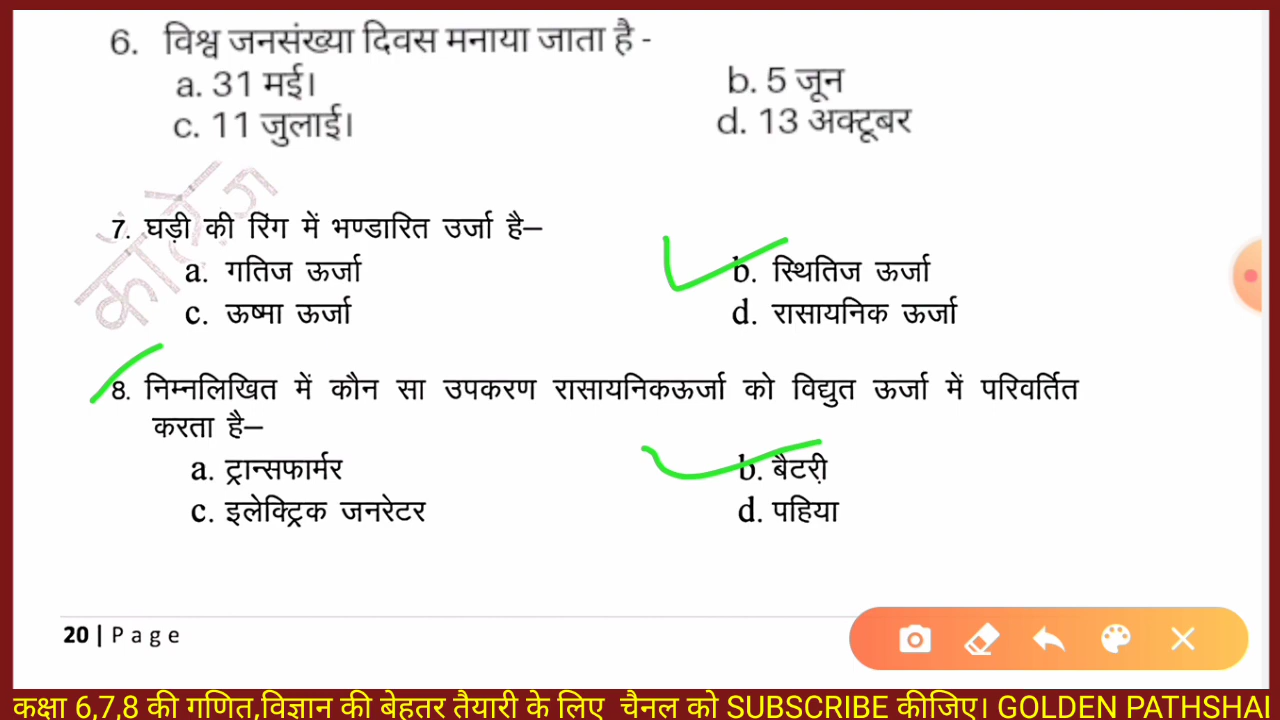 6. विश्व जनसंख्या दिवस मनाया जाता है -
a. 31 मई।
b. 5 जून
c. 11 जुलाई।
d. 13 अक्टूबर
कॉलेज
7. घड़ी की रिंग में भण्डारित उर्जा है–
a. गतिज ऊर्जा
b. स्थितिज ऊर्जा
c. ऊष्मा ऊर्जा
d. रासायनिक ऊर्जा
8. निम्नलिखित में कौन सा उपकरण रासायनिकऊर्जा को विद्युत ऊर्जा में परिवर्तित
करता है–
a. ट्रान्सफार्मर
b. बैटरी़
c. इलेक्ट्रिक जनरेटर
d. पहिया
20 | P a g e
कक्षा 6,7,8 की गणित,विज्ञान की बेहतर तैयारी के लिए चैनल को SUBSCRIBE कीजिए। GOLDEN PATHSHAL